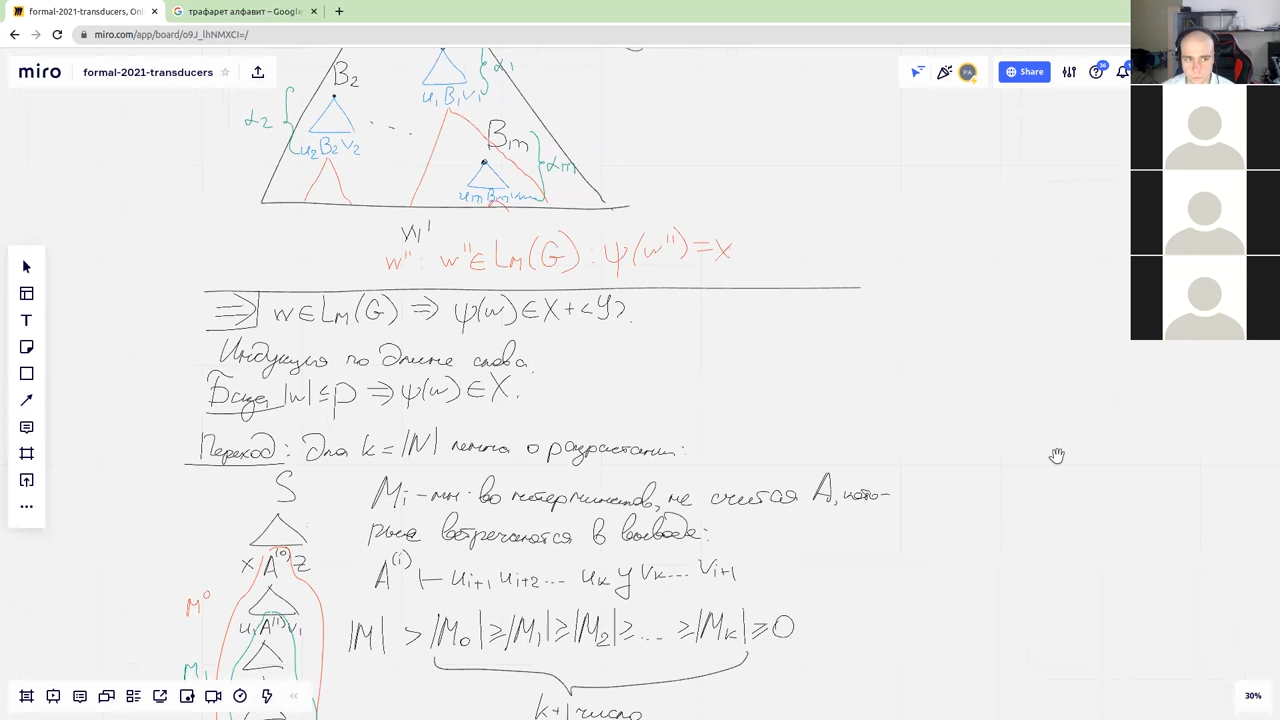 formal-2021-transducers, Onl
трафарет алфавит – Google
miro.com/app/board/o9J_lhNMXCI=/
miro
formal-2021-transducers
Share
B₂
α₂
u₂B₂v₂
u₁B₁v₁
α₁
Bm
αm
w'': w''∈Lm(G): ψ(w'')=x
⇒ w∈Lm(G) ⇒ ψ(w)∈X+<Y>.
Индукция по длине слова.
База |w|≤p ⇒ ψ(w)∈X.
Переход: Для k=|N| лемма о разрастании:
S
Mi – мн-во нетерминалов, не считая A, кото-
рые встречаются в выводе:
x A⁽⁰⁾ z
A⁽ⁱ⁾ ⊢ uᵢ₊₁ uᵢ₊₂... uₖ y vₖ... vᵢ₊₁
M⁰
u₁A⁽¹⁾v₁
|M| > |M₀|≥|M₁|≥|M₂|≥...≥|Mₖ|≥0
M₁
k+1 число
30%